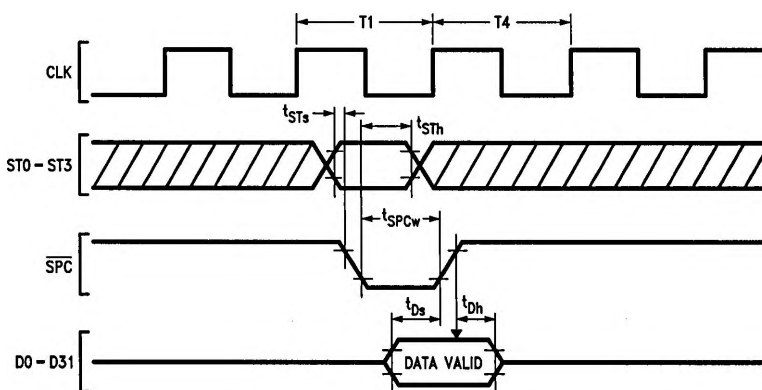 T1 T4
CLK
tSTs tSTh
ST0 – ST3
tSPCw
SPC
tDs tDh
D0 – D31 DATA VALID